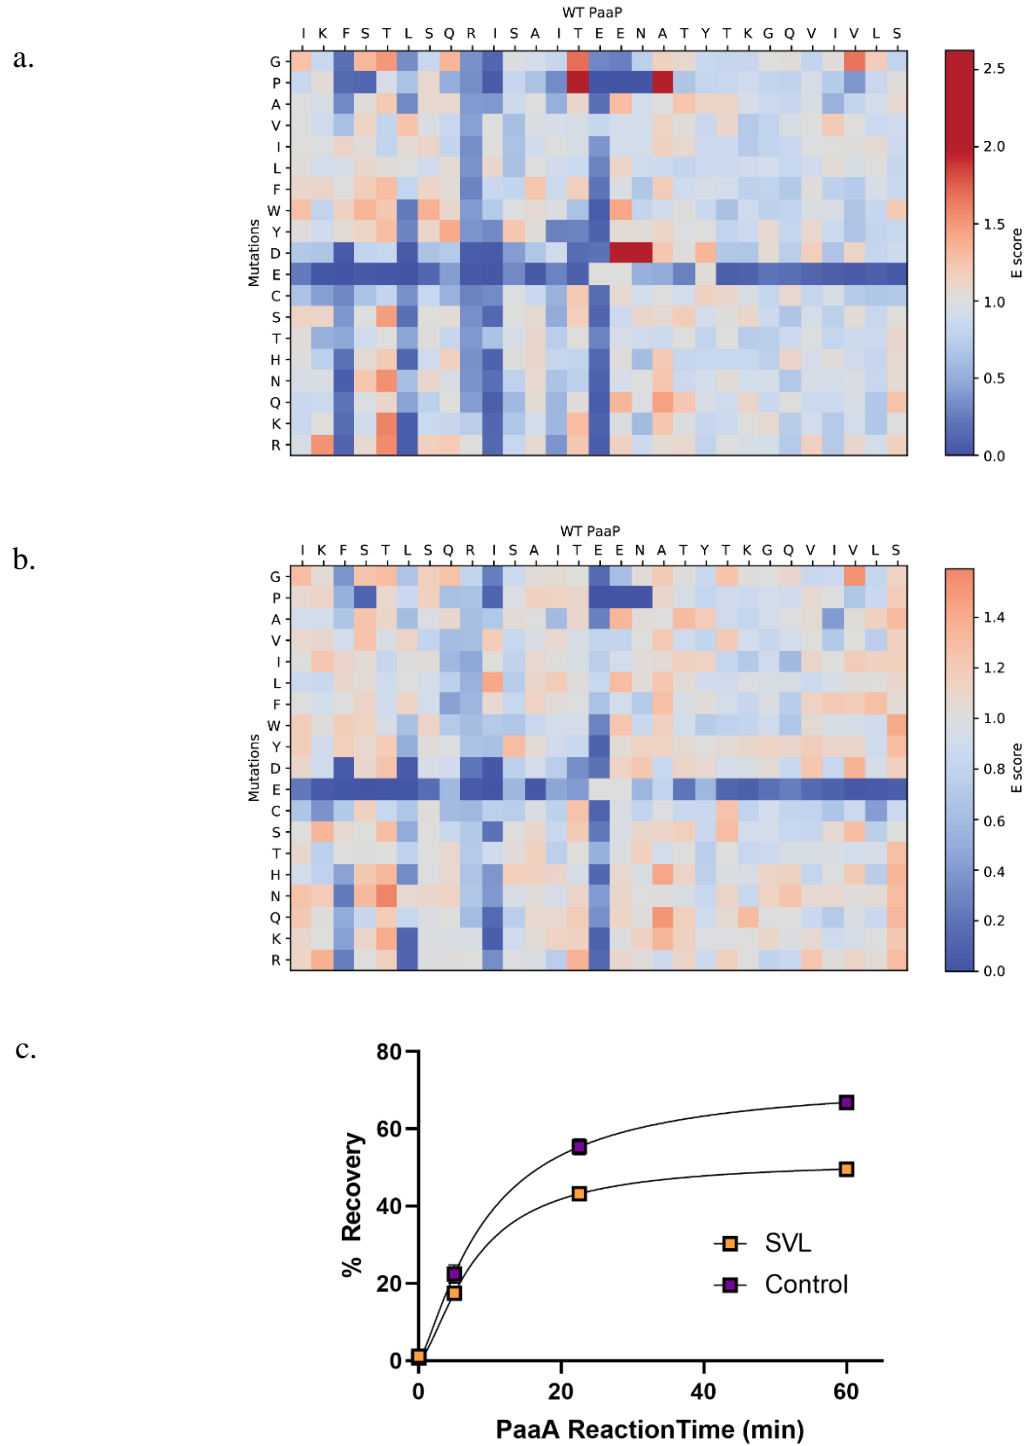 a.
WT PaaP
I K F S T L S Q R I S A I T E E N A T Y T K G Q V I V L S
Mutations
G
P
A
V
I
L
F
W
Y
D
E
C
S
T
H
N
Q
K
R
2.5
2.0
1.5
1.0
0.5
0.0
E score
b.
WT PaaP
I K F S T L S Q R I S A I T E E N A T Y T K G Q V I V L S
Mutations
G
P
A
V
I
L
F
W
Y
D
E
C
S
T
H
N
Q
K
R
1.4
1.2
1.0
0.8
0.6
0.4
0.2
0.0
E score
c.
% Recovery
80
60
40
20
0
SVL
Control
0 20 40 60
PaaA ReactionTime (min)